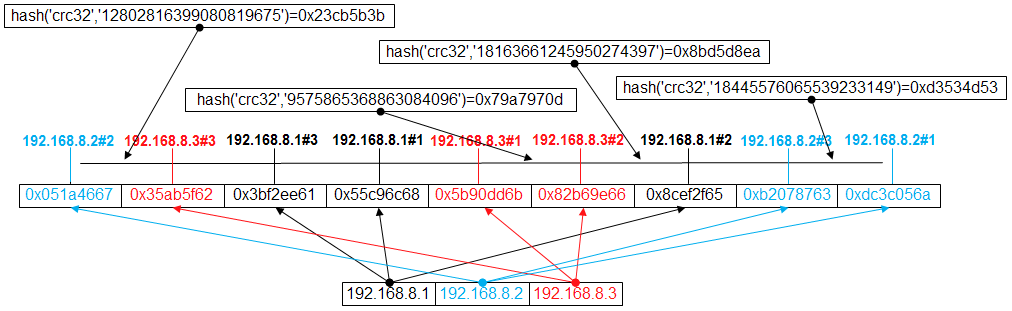 hash('crc32','12802816399080819675')=0x23cb5b3b
hash('crc32','18163661245950274397')=0x8bd5d8ea
hash('crc32','18445576065539233149')=0xd3534d53
hash('crc32','9575865368863084096')=0x79a7970d
192.168.8.2#2 192.168.8.3#3 192.168.8.1#3 192.168.8.1#1 192.168.8.3#1 192.168.8.3#2 192.168.8.1#2 192.168.8.2#3 192.168.8.2#1
0x051a4667 0x35ab5f62 0x3bf2ee61 0x55c96c68 0x5b90dd6b 0x82b69e66 0x8cef2f65 0xb2078763 0xdc3c056a
192.168.8.1 192.168.8.2 192.168.8.3